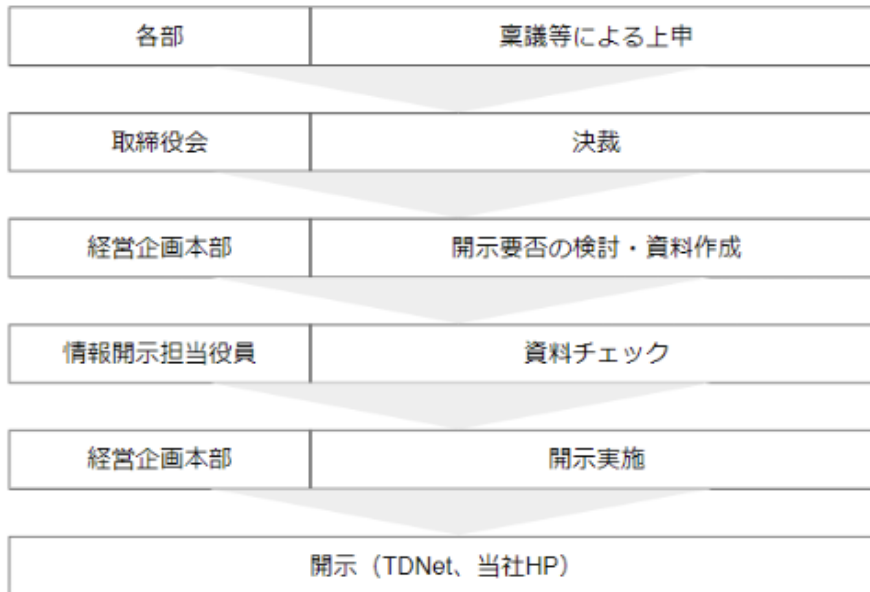 各部 稟議等による上申
取締役会 決裁
経営企画本部 開示要否の検討・資料作成
情報開示担当役員 資料チェック
経営企画本部 開示実施
開示（TDNet、当社HP）